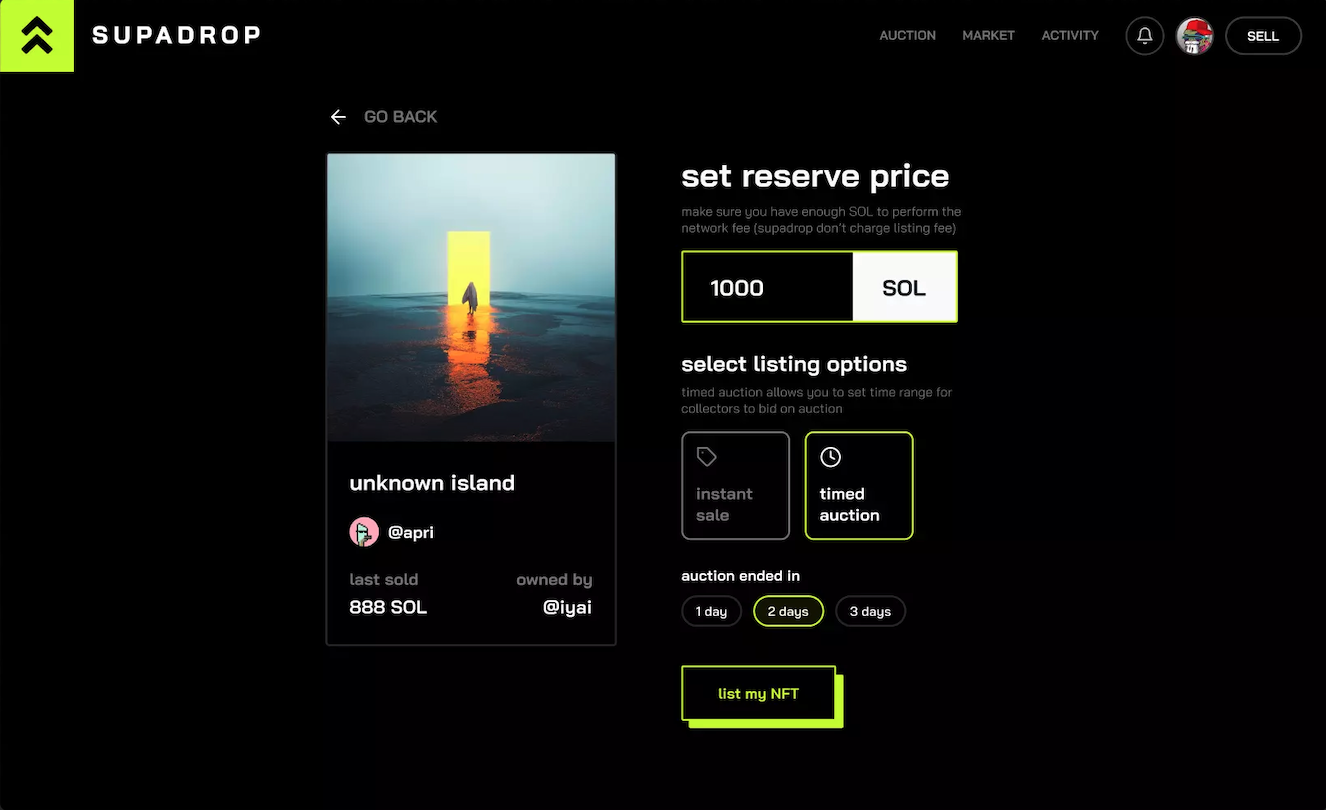 SUPADROP
AUCTION
MARKET
ACTIVITY
SELL
GO BACK
unknown island
@apri
last sold
owned by
888 SOL
@iyai
set reserve price
make sure you have enough SOL to perform the
network fee (supadrop don't charge listing fee)
1000
SOL
select listing options
timed auction allows you to set time range for
collectors to bid on auction
instant
sale
timed
auction
auction ended in
1 day
2 days
3 days
list my NFT